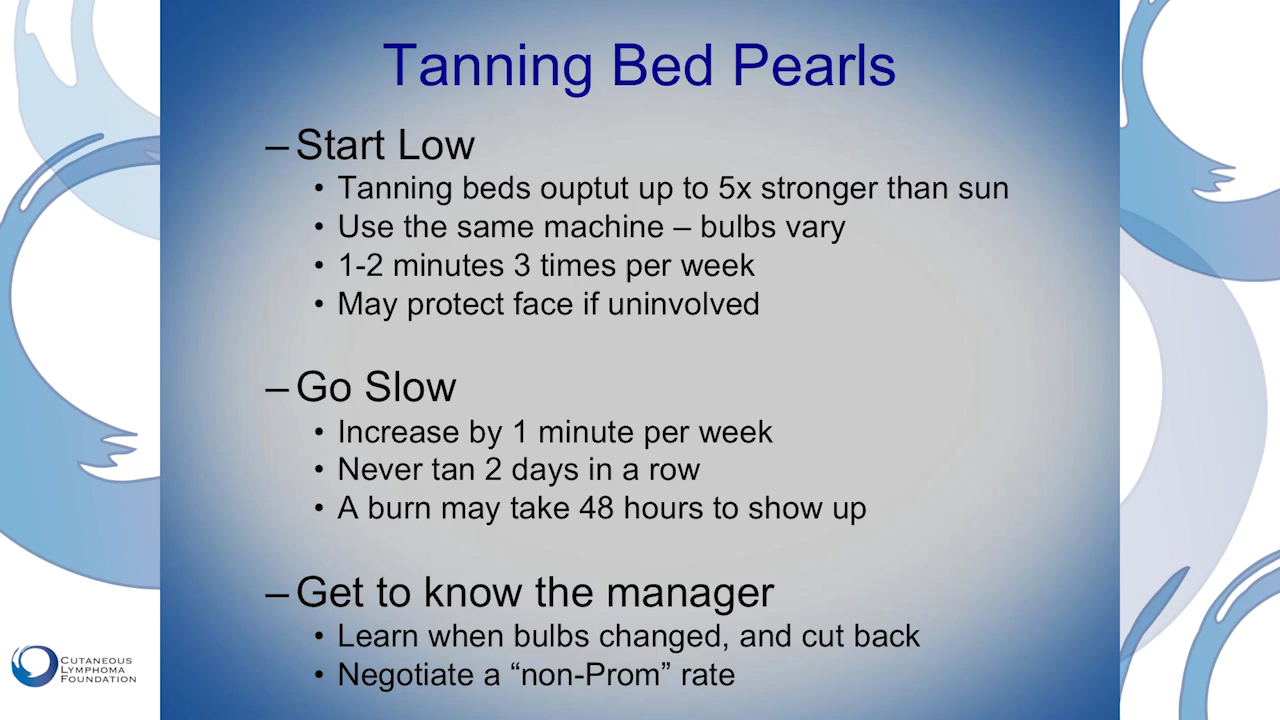 Tanning Bed Pearls
– Start Low
• Tanning beds ouptut up to 5x stronger than sun
• Use the same machine – bulbs vary
• 1-2 minutes 3 times per week
• May protect face if uninvolved
– Go Slow
• Increase by 1 minute per week
• Never tan 2 days in a row
• A burn may take 48 hours to show up
– Get to know the manager
• Learn when bulbs changed, and cut back
• Negotiate a “non-Prom” rate
CUTANEOUS
LYMPHOMA
FOUNDATION